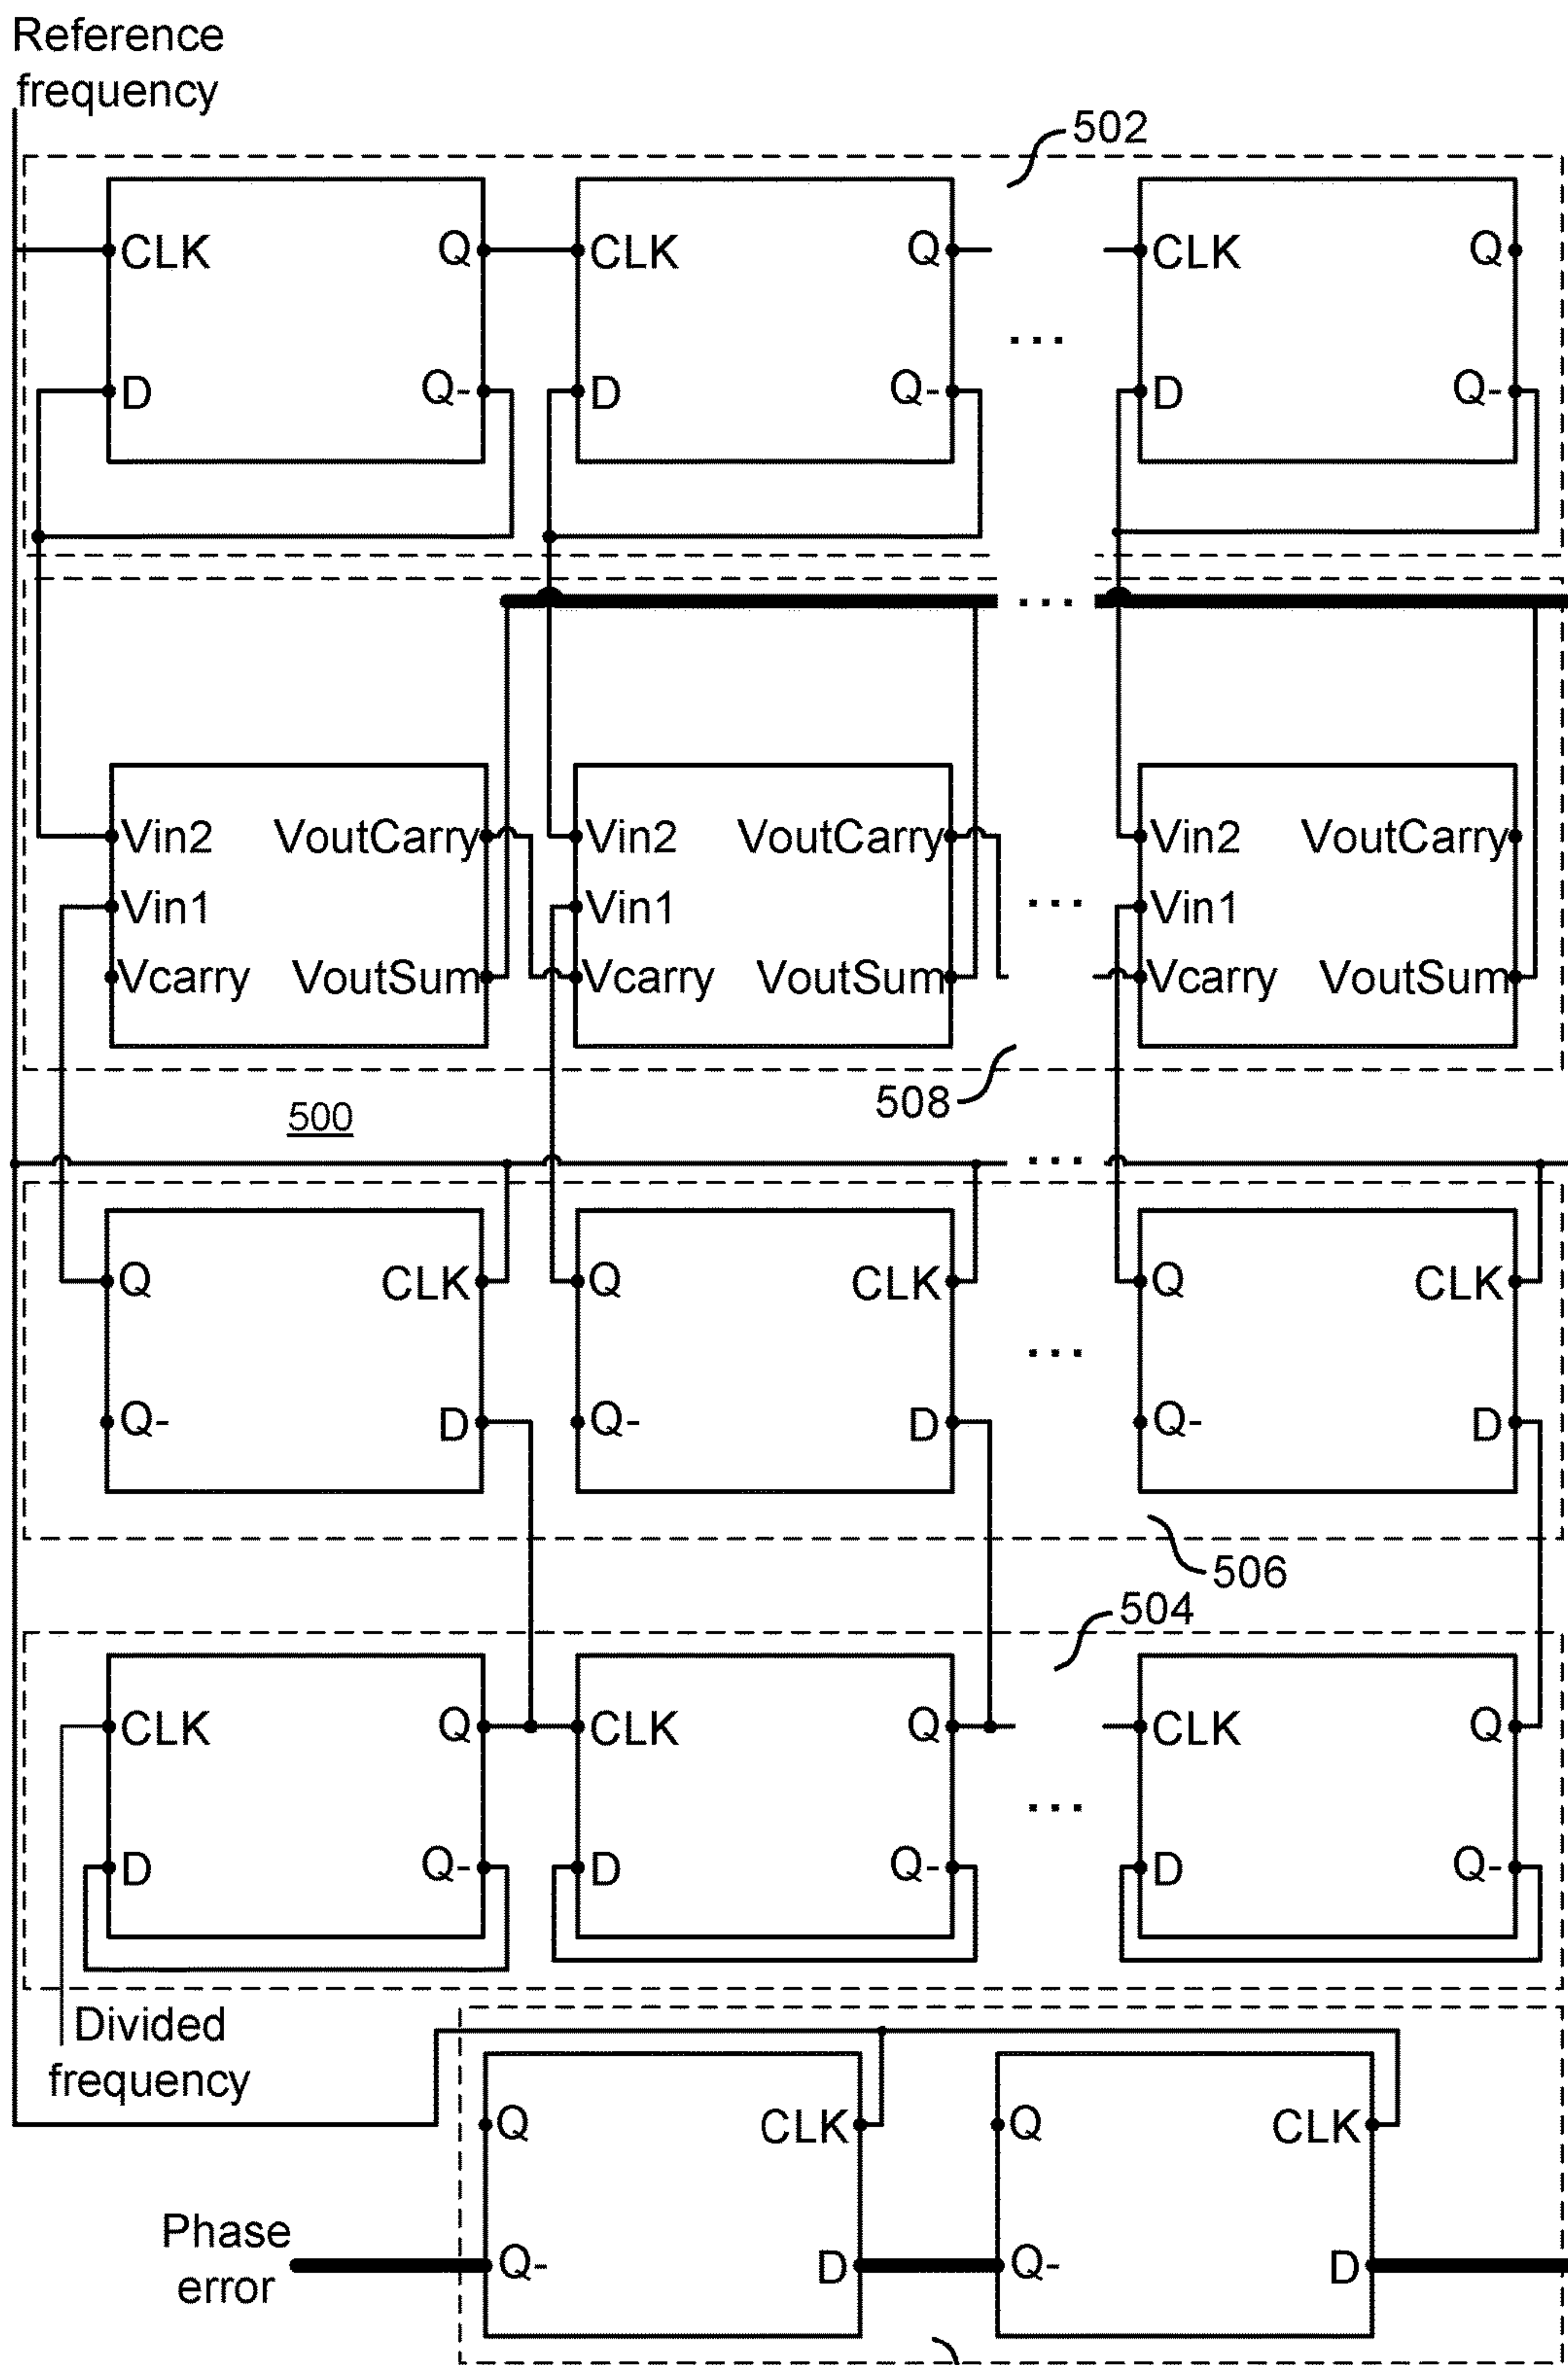 Reference
frequency
502
CLK Q CLK Q CLK Q
...
D Q- D Q- D Q-
...
Vin2 VoutCarry Vin2 VoutCarry Vin2 VoutCarry
Vin1 Vin1 ... Vin1
Vcarry VoutSum Vcarry VoutSum Vcarry VoutSum
508
500
...
Q CLK Q CLK Q CLK
...
Q- D Q- D Q- D
506
504
CLK Q CLK Q CLK Q
...
D Q- D Q- D Q-
Divided
frequency
Q CLK Q CLK
Phase
error
Q- D Q- D